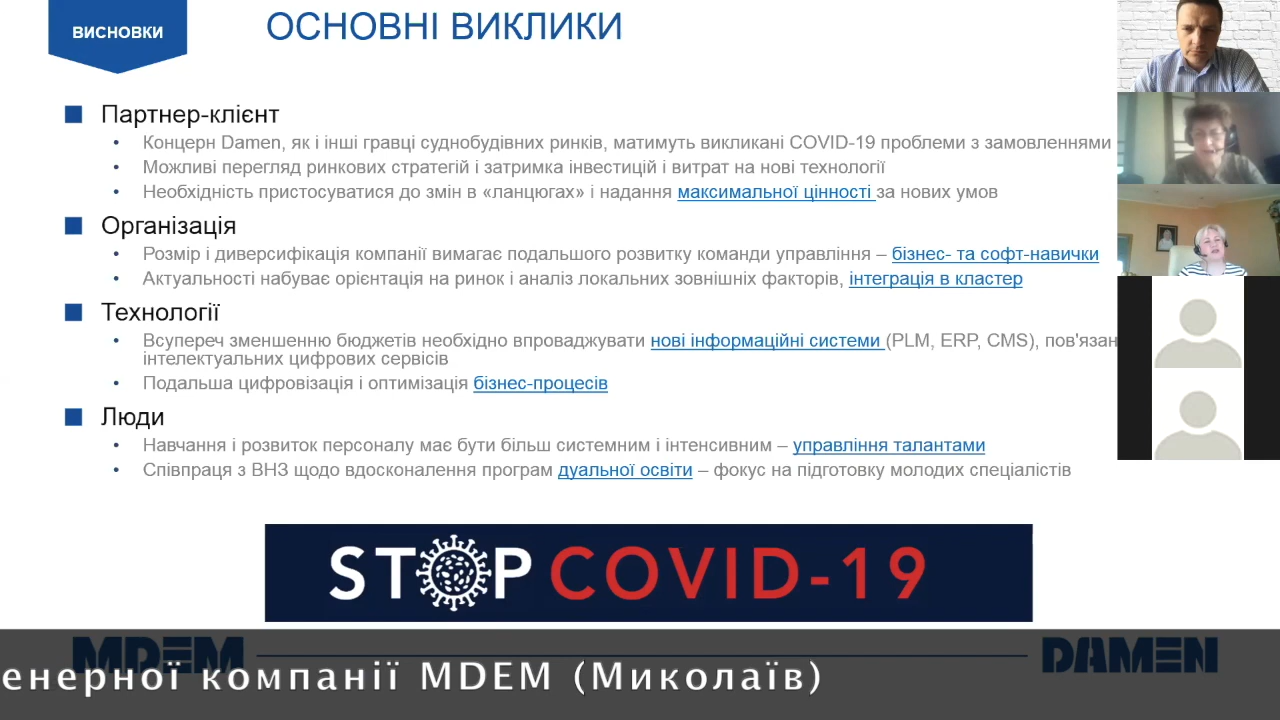 ВИСНОВКИ
ОСНОВНІ ВИКЛИКИ
Партнер-клієнт
• Концерн Damen, як і інші гравці суднобудівних ринків, матимуть викликані COVID-19 проблеми з замовленнями
• Можливі перегляд ринкових стратегій і затримка інвестицій і витрат на нові технології
• Необхідність пристосуватися до змін в «ланцюгах» і надання максимальної цінності за нових умов
Організація
• Розмір і диверсифікація компанії вимагає подальшого розвитку команди управління – бізнес- та софт-навички
• Актуальності набуває орієнтація на ринок і аналіз локальних зовнішніх факторів, інтеграція в кластер
Технології
• Всупереч зменшенню бюджетів необхідно впроваджувати нові інформаційні системи (PLM, ERP, CMS), пов'язан
інтелектуальних цифрових сервісів
• Подальша цифровізація і оптимізація бізнес-процесів
Люди
• Навчання і розвиток персоналу має бути більш системним і інтенсивним – управління талантами
• Співпраця з ВНЗ щодо вдосконалення програм дуальної освіти – фокус на підготовку молодих спеціалістів
STOP COVID-19
MDEM
DAMEN
енерної компанії MDEM (Миколаїв)